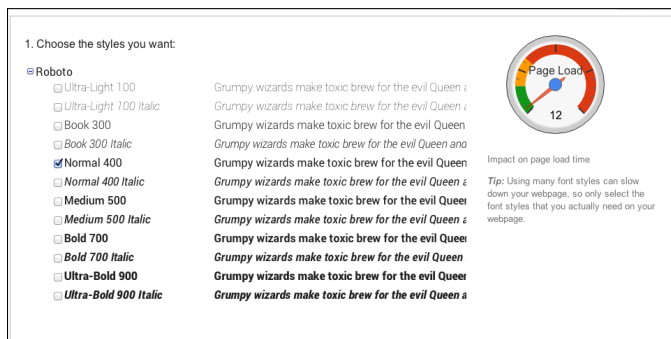 1. Choose the styles you want:
Roboto
Ultra-Light 100 Grumpy wizards make toxic brew for the evil Queen a
Ultra-Light 100 Italic Grumpy wizards make toxic brew for the evil Queen a
Book 300 Grumpy wizards make toxic brew for the evil Queen
Book 300 Italic Grumpy wizards make toxic brew for the evil Queen and
Normal 400 Grumpy wizards make toxic brew for the evil Queen
Normal 400 Italic Grumpy wizards make toxic brew for the evil Queen a
Medium 500 Grumpy wizards make toxic brew for the evil Queen
Medium 500 Italic Grumpy wizards make toxic brew for the evil Queen a
Bold 700 Grumpy wizards make toxic brew for the evil Queen
Bold 700 Italic Grumpy wizards make toxic brew for the evil Queen
Ultra-Bold 900 Grumpy wizards make toxic brew for the evil Queen
Ultra-Bold 900 Italic Grumpy wizards make toxic brew for the evil Queen a
Page Load
12
Impact on page load time
Tip: Using many font styles can slow
down your webpage, so only select the
font styles that you actually need on your
webpage.